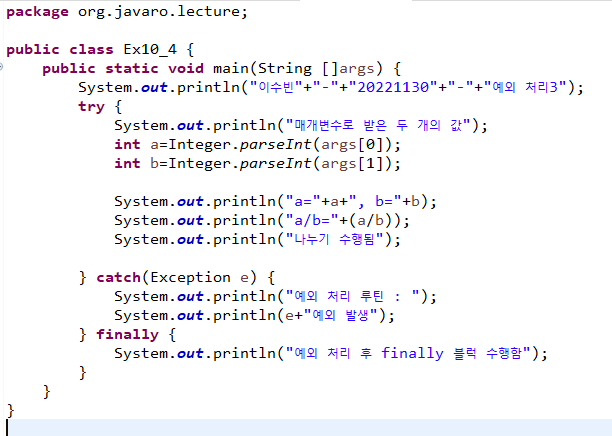 package org.javaro.lecture;
public class Ex10_4 {
public static void main(String []args) {
System.out.println("이수빈"+"-"+"20221130"+"-"+"예외 처리3");
try {
System.out.println("매개변수로 받은 두 개의 값");
int a=Integer.parseInt(args[0]);
int b=Integer.parseInt(args[1]);
System.out.println("a="+a+", b="+b);
System.out.println("a/b="+(a/b));
System.out.println("나누기 수행됨");
} catch(Exception e) {
System.out.println("예외 처리 루틴 : ");
System.out.println(e+"예외 발생");
} finally {
System.out.println("예외 처리 후 finally 블럭 수행함");
}
}
}